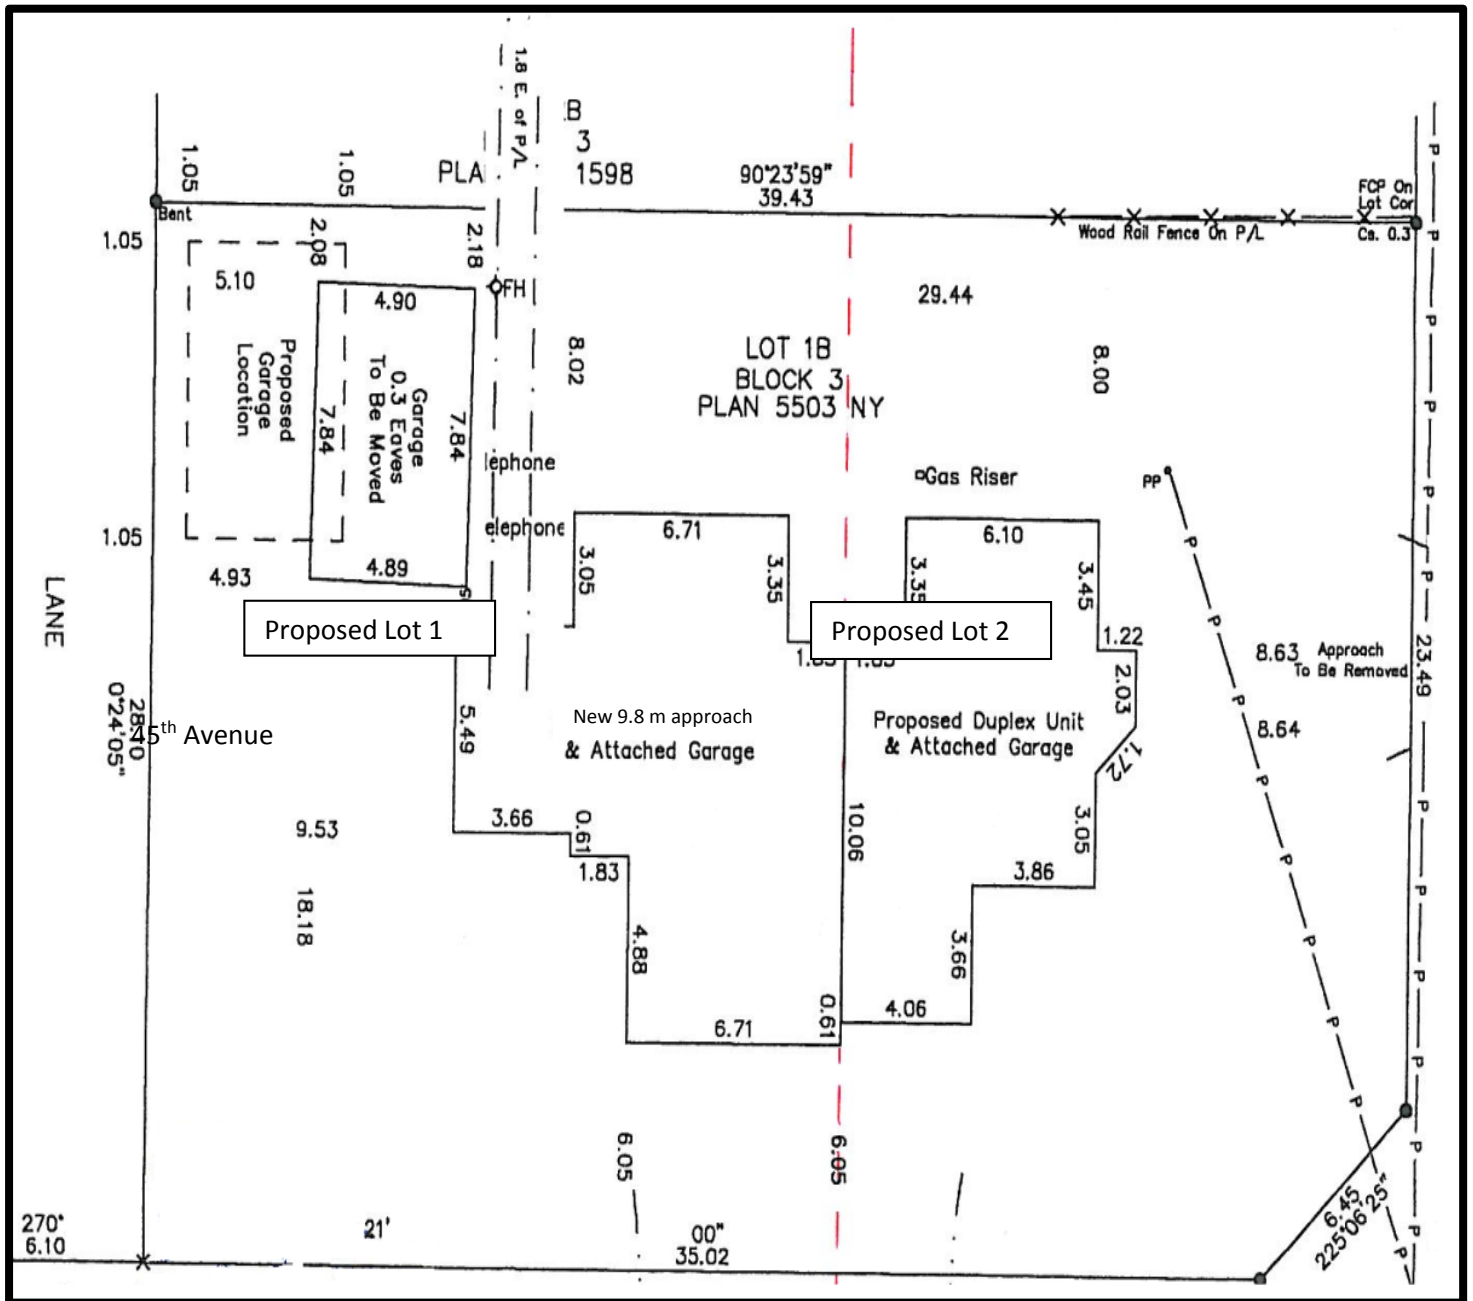 1.8 E. of P/L
B
3
PLA 1598
90°23'59"
39.43
FCP On
Lot Cor
Ca. 0.3
Wood Rail Fence On P/L
Bent
1.05
1.05
1.05
2.08
2.18
FH
5.10
4.90
8.02
29.44
8.00
LOT 1B
BLOCK 3
PLAN 5503 NY
Proposed
Garage
Location
7.84
Garage
0.3 Eaves
To Be Moved
7.84
lephone
elephone
Gas Riser
PP
1.05
4.93
4.89
6.71
3.05
3.35
6.10
3.35
3.45
1.22
2.03
1.72
LANE
Proposed Lot 1
Proposed Lot 2
8.63
Approach
To Be Removed
23.49
8.64
28.10
0°24'05"
45th Avenue
5.49
New 9.8 m approach
& Attached Garage
Proposed Duplex Unit
& Attached Garage
9.53
3.66
0.61
1.83
10.06
3.05
3.86
18.18
4.88
3.66
6.71
0.61
4.06
6.05
6.05
6.45
225°06'25"
270°
6.10
21'
00"
35.02
P P P P P P P P P P P P P
P P P P P P P P P P